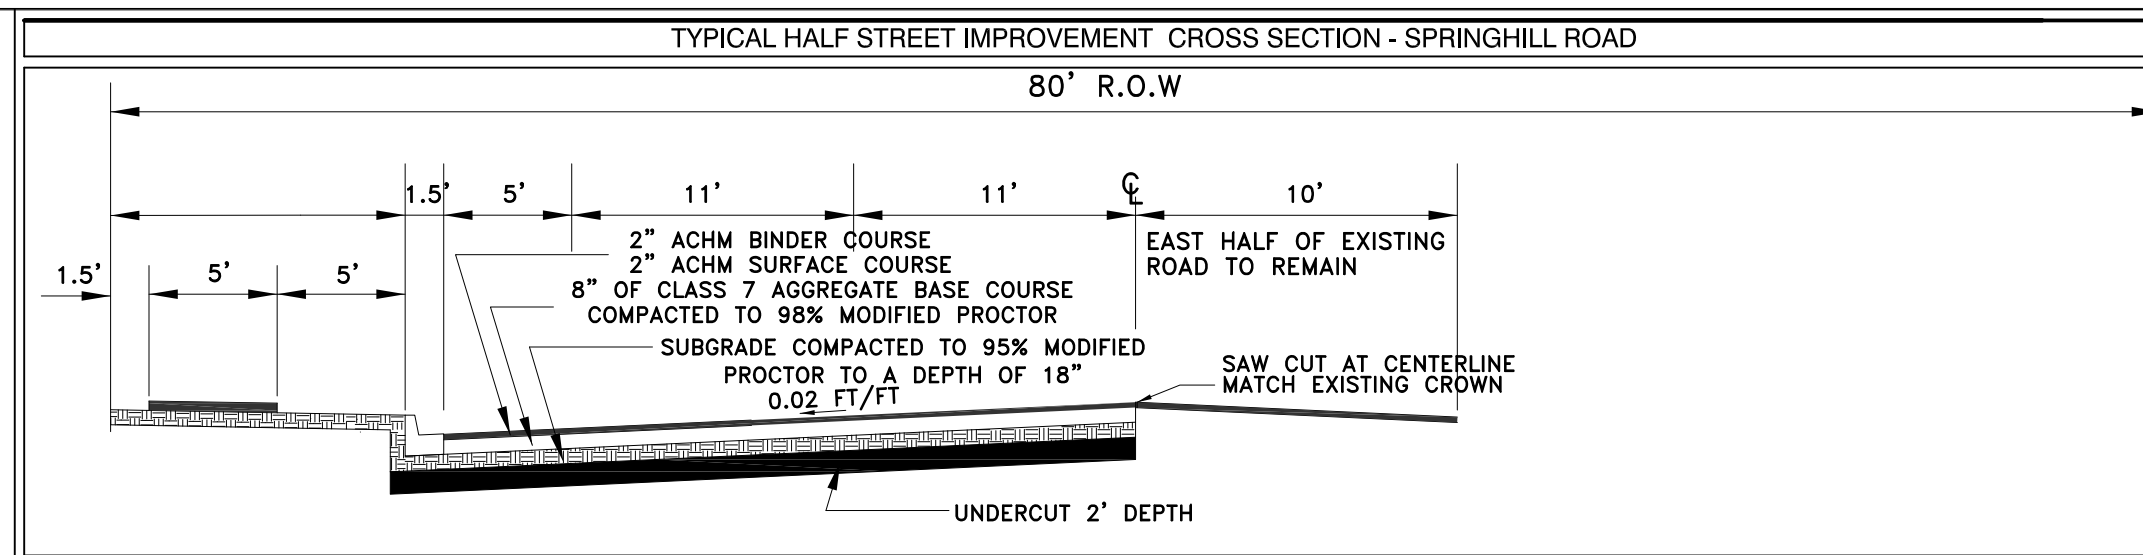 TYPICAL HALF STREET IMPROVEMENT CROSS SECTION - SPRINGHILL ROAD
80' R.O.W
1.5' 5' 11' 11' ℄ 10'
2" ACHM BINDER COURSE
2" ACHM SURFACE COURSE
8" OF CLASS 7 AGGREGATE BASE COURSE
COMPACTED TO 98% MODIFIED PROCTOR
SUBGRADE COMPACTED TO 95% MODIFIED
PROCTOR TO A DEPTH OF 18"
0.02 FT/FT
EAST HALF OF EXISTING
ROAD TO REMAIN
1.5' 5' 5'
SAW CUT AT CENTERLINE
MATCH EXISTING CROWN
UNDERCUT 2' DEPTH